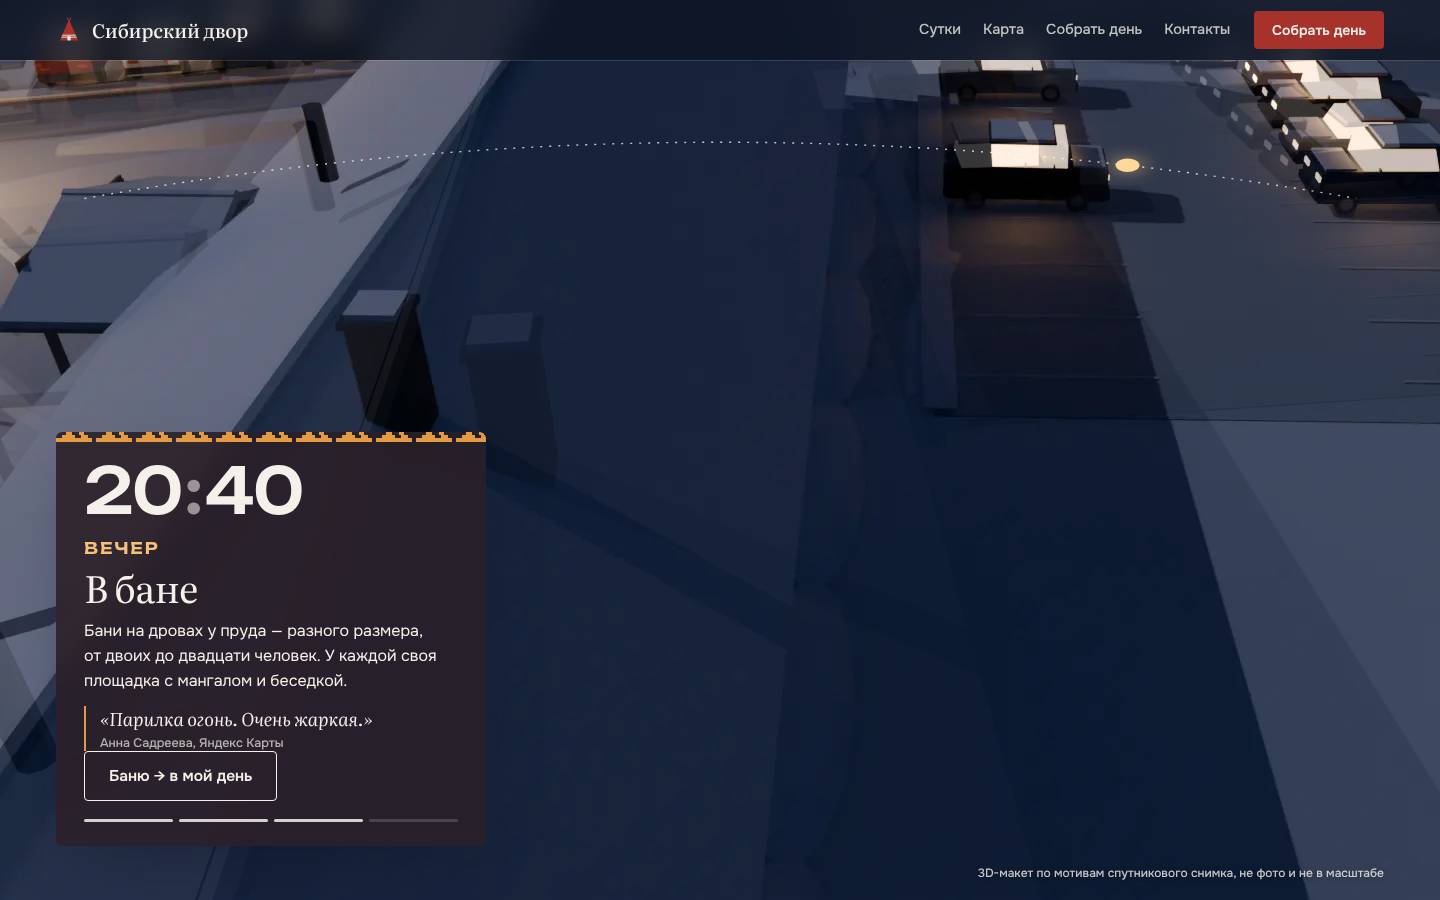 Сибирский двор
Сутки
Карта
Собрать день
Контакты
Собрать день
20:40
ВЕЧЕР
В бане
Бани на дровах у пруда — разного размера,
от двоих до двадцати человек. У каждой своя
площадка с мангалом и беседкой.
«Парилка огонь. Очень жаркая.»
Анна Садреева, Яндекс Карты
Баню → в мой день
3D-макет по мотивам спутникового снимка, не фото и не в масштабе